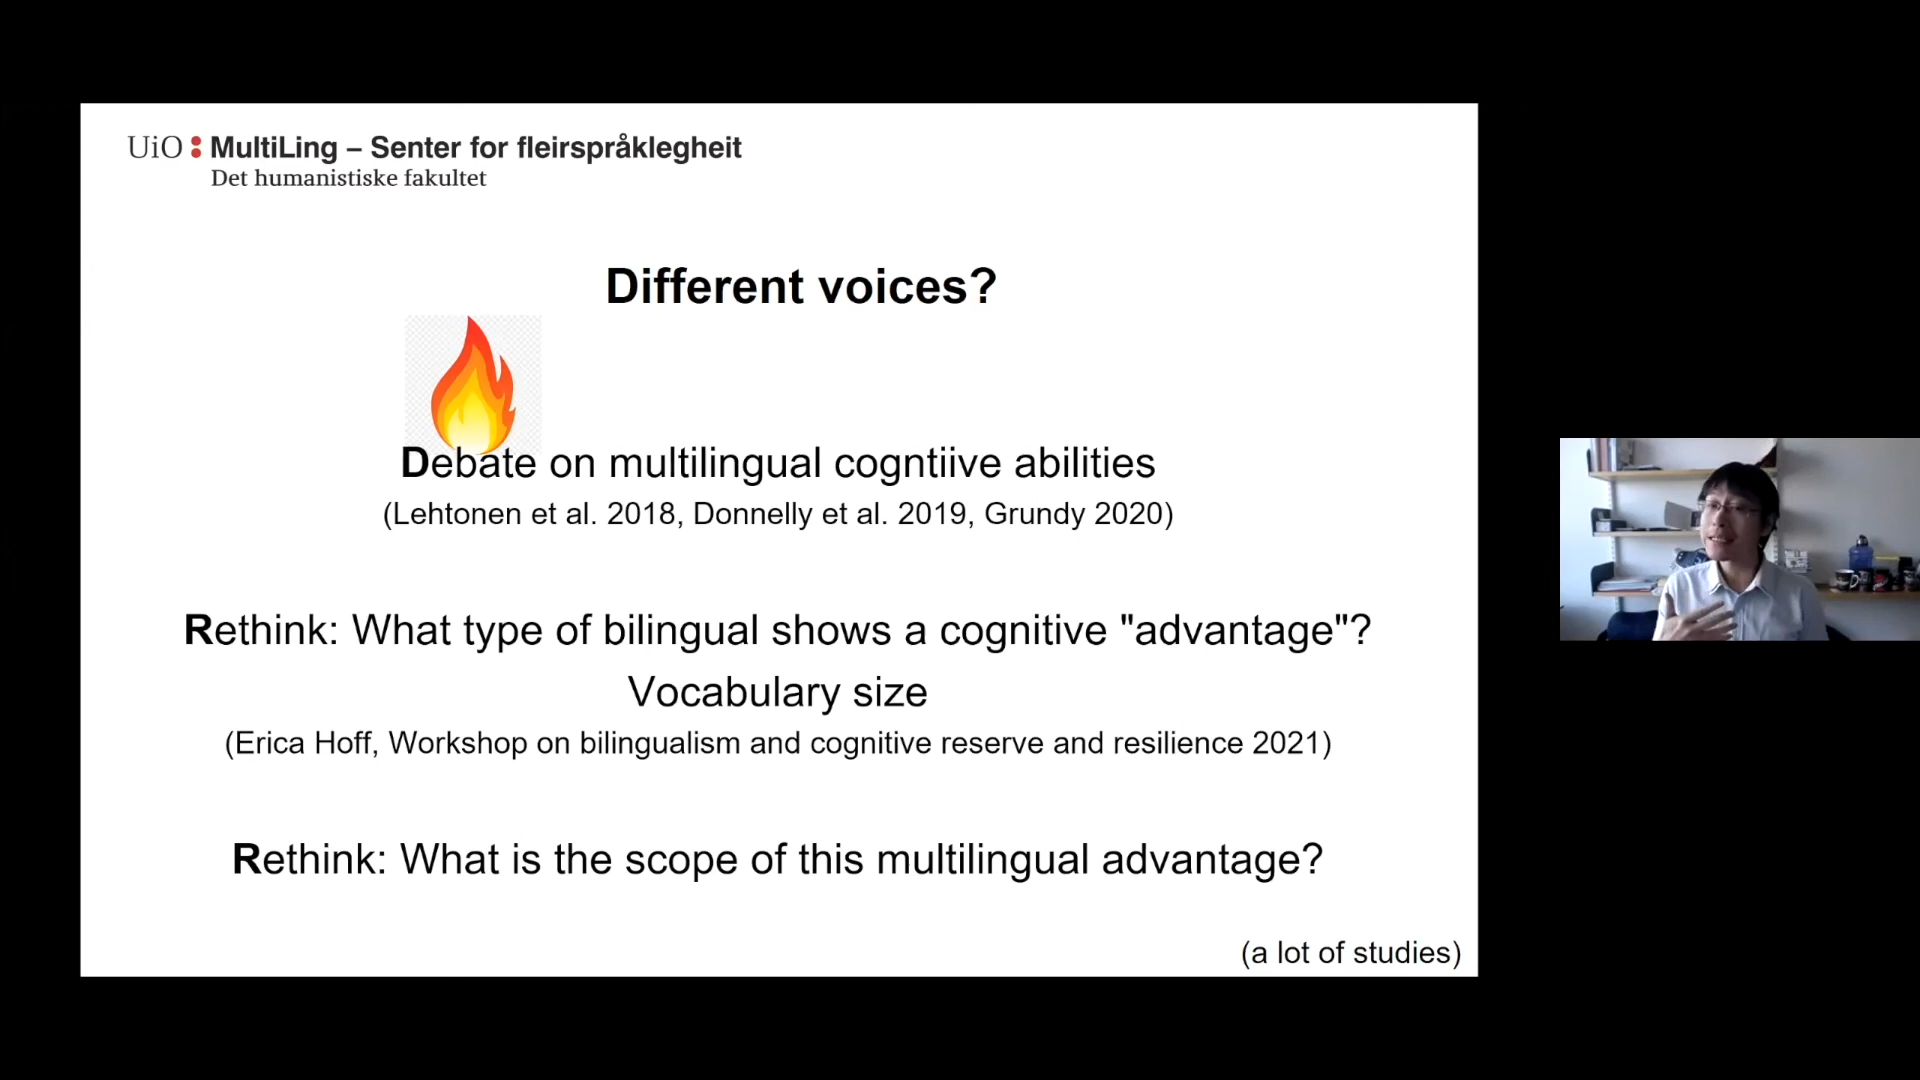 UiO : MultiLing – Senter for fleirspråklegheit
Det humanistiske fakultet
Different voices?
Debate on multilingual cogntiive abilities
(Lehtonen et al. 2018, Donnelly et al. 2019, Grundy 2020)
Rethink: What type of bilingual shows a cognitive "advantage"?
Vocabulary size
(Erica Hoff, Workshop on bilingualism and cognitive reserve and resilience 2021)
Rethink: What is the scope of this multilingual advantage?
(a lot of studies)